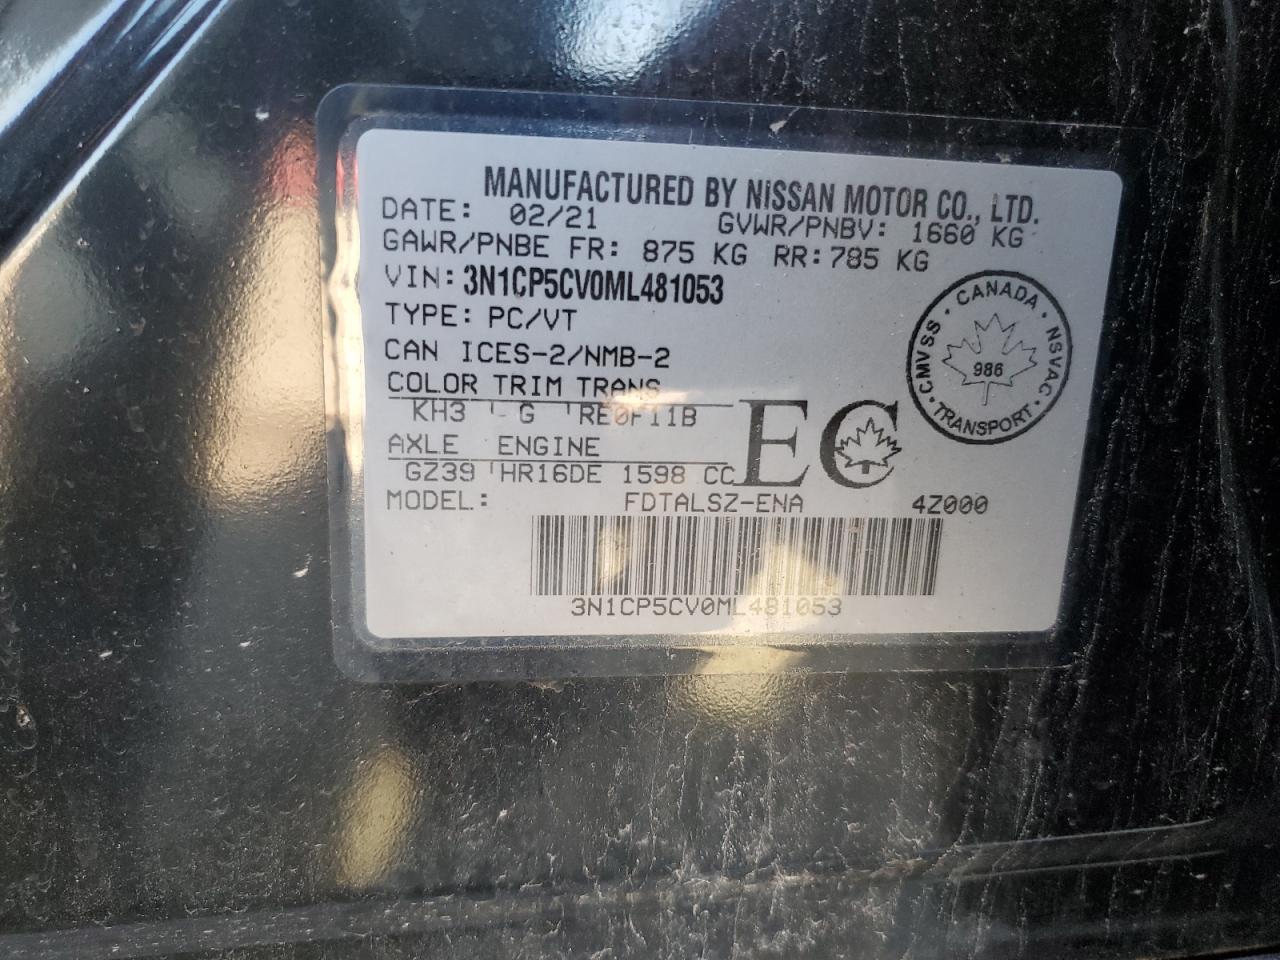 MANUFACTURED BY NISSAN MOTOR CO., LTD.
DATE: 02/21 GVWR/PNBV: 1660 KG
GAWR/PNBE FR: 875 KG RR: 785 KG
VIN: 3N1CP5CV0ML481053
TYPE: PC/VT
CAN ICES-2/NMB-2
COLOR TRIM TRANS
KH3 G RE0F11B
AXLE ENGINE
GZ39 HR16DE 1598 CC
MODEL: FDTALSZ-ENA 4Z000
3N1CP5CV0ML481053
EC
CANADA · NSVAC · TRANSPORT · CMVSS ·
986